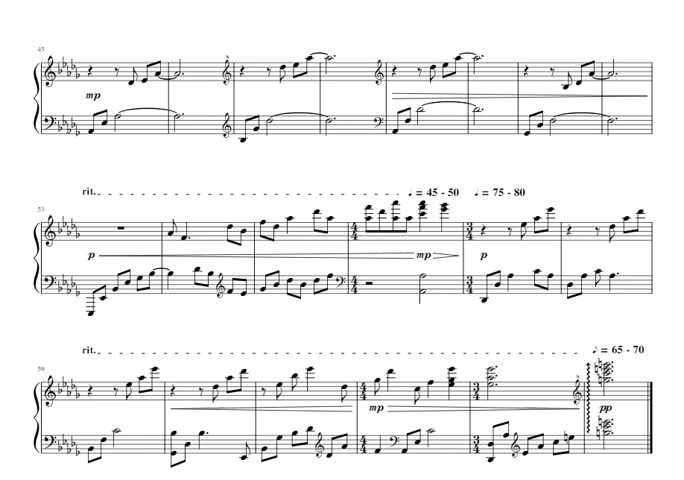 45
mp
rit.
♩ = 45 - 50
♩ = 75 - 80
53
p
mp
p
rit.
♪ = 65 - 70
59
mp
pp